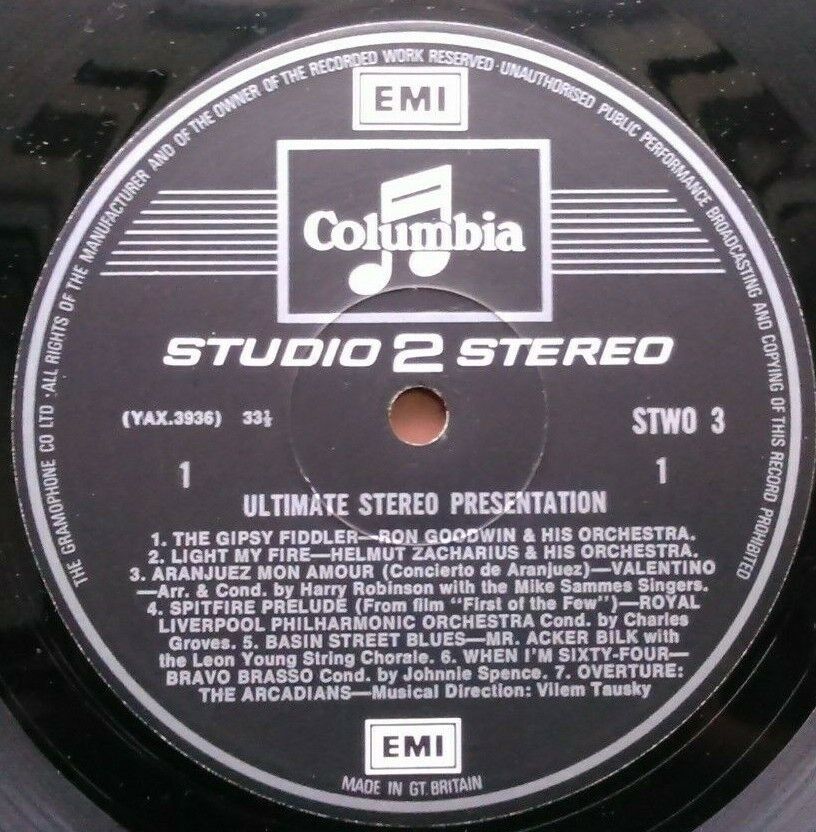 THE GRAMOPHONE CO LTD · ALL RIGHTS OF THE MANUFACTURER AND OF THE OWNER OF THE RECORDED WORK RESERVED · UNAUTHORISED PUBLIC PERFORMANCE BROADCASTING AND COPYING OF THIS RECORD PROHIBITED
EMI
Columbia
STUDIO 2 STEREO
(YAX.3936) 33⅓ STWO 3
1 1
ULTIMATE STEREO PRESENTATION
1. THE GIPSY FIDDLER—RON GOODWIN & HIS ORCHESTRA.
2. LIGHT MY FIRE—HELMUT ZACHARIUS & HIS ORCHESTRA.
3. ARANJUEZ MON AMOUR (Concierto de Aranjuez)—VALENTINO
—Arr. & Cond. by Harry Robinson with the Mike Sammes Singers.
4. SPITFIRE PRELUDE (From film "First of the Few")—ROYAL
LIVERPOOL PHILHARMONIC ORCHESTRA Cond. by Charles
Groves. 5. BASIN STREET BLUES—MR. ACKER BILK with
the Leon Young String Chorale. 6. WHEN I'M SIXTY-FOUR—
BRAVO BRASSO Cond. by Johnnie Spence. 7. OVERTURE:
THE ARCADIANS—Musical Direction: Vilem Tausky
EMI
MADE IN GT. BRITAIN